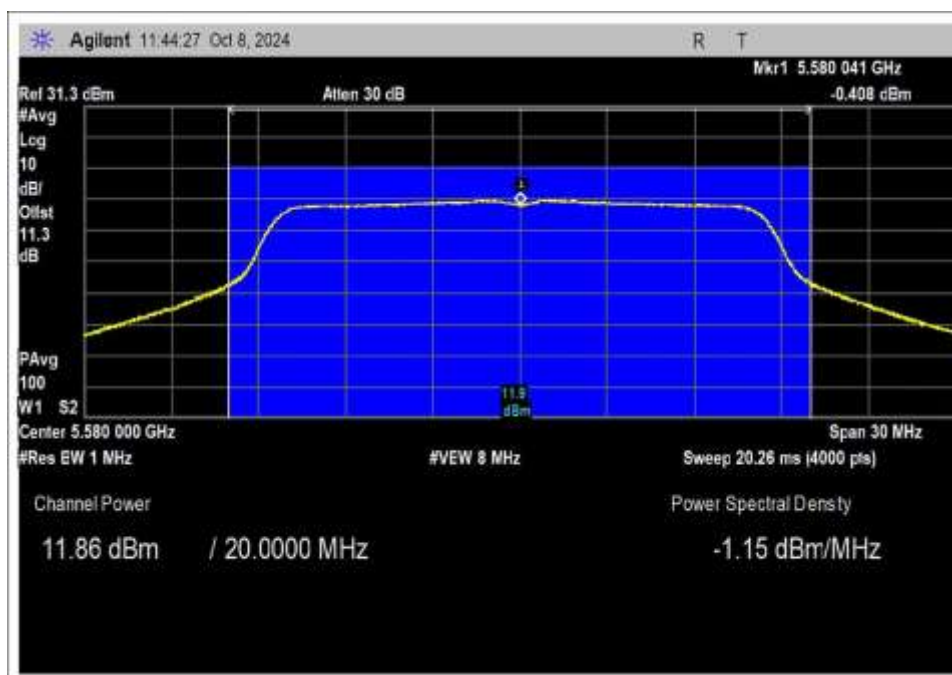 Agilent 11:44:27 Oct 8, 2024 R T
Mkr1 5.580 041 GHz
Ref 31.3 dBm Atten 30 dB -0.408 dBm
#Avg
Log
10
dB/
Offst
11.3
dB
1
PAvg
100
W1 S2
11.9
dBm
Center 5.580 000 GHz Span 30 MHz
#Res BW 1 MHz #VBW 8 MHz Sweep 20.26 ms (4000 pts)
Channel Power Power Spectral Density
11.86 dBm / 20.0000 MHz -1.15 dBm/MHz